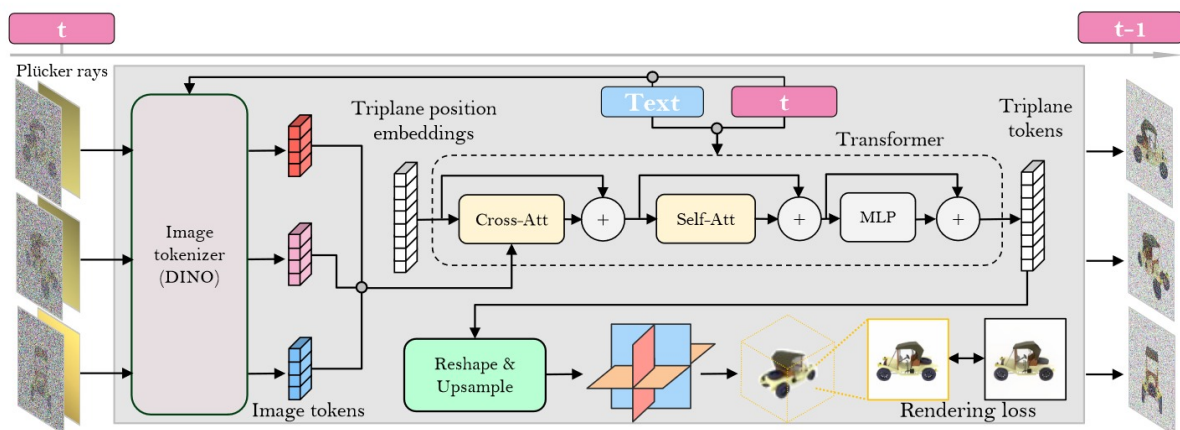 t
t-1
Plücker rays
Text
t
Triplane position
embeddings
Triplane
tokens
Transformer
Cross-Att
+
Self-Att
+
MLP
+
Image
tokenizer
(DINO)
Reshape &
Upsample
Image tokens
Rendering loss